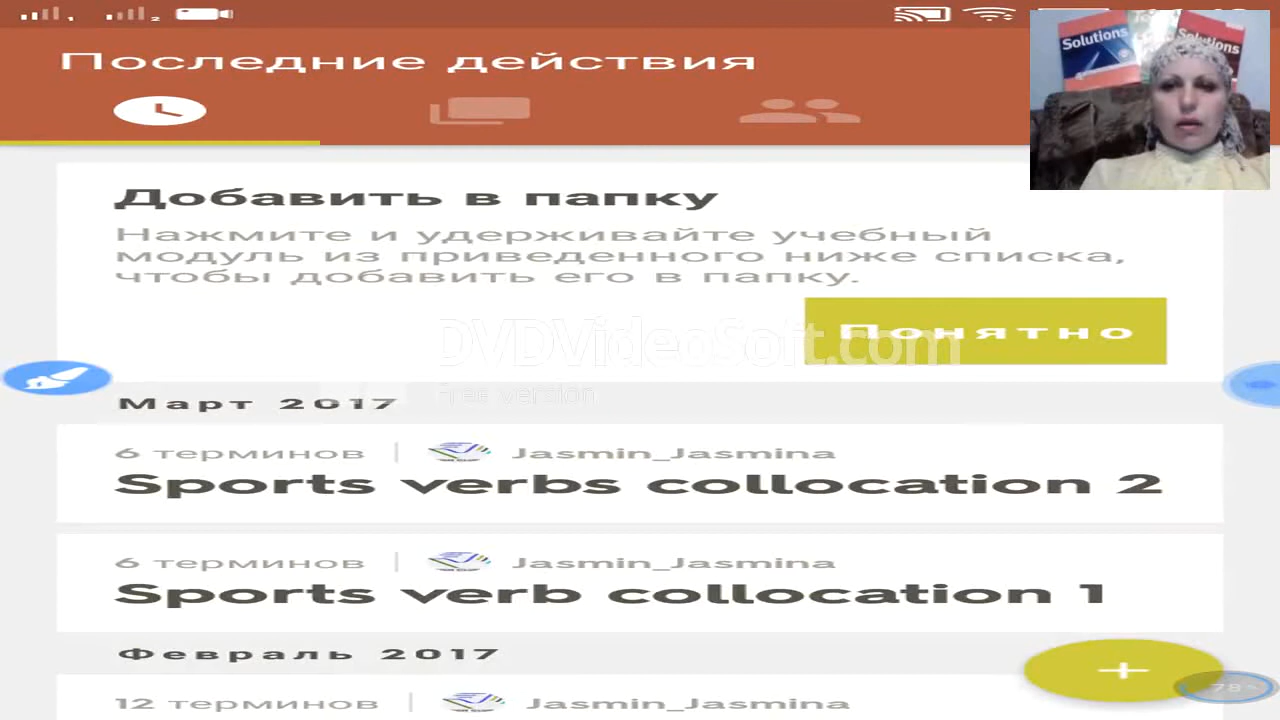 Последние действия
Solutions
Solutions
Добавить в папку
Нажмите и удерживайте учебный
модуль из приведенного ниже списка,
чтобы добавить его в папку.
Понятно
DVDVideoSoft.com
Free version
Март 2017
6 терминов | Jasmin_Jasmina
Sports verbs collocation 2
6 терминов | Jasmin_Jasmina
Sports verb collocation 1
Февраль 2017
12 терминов | Jasmin_Jasmina
78%